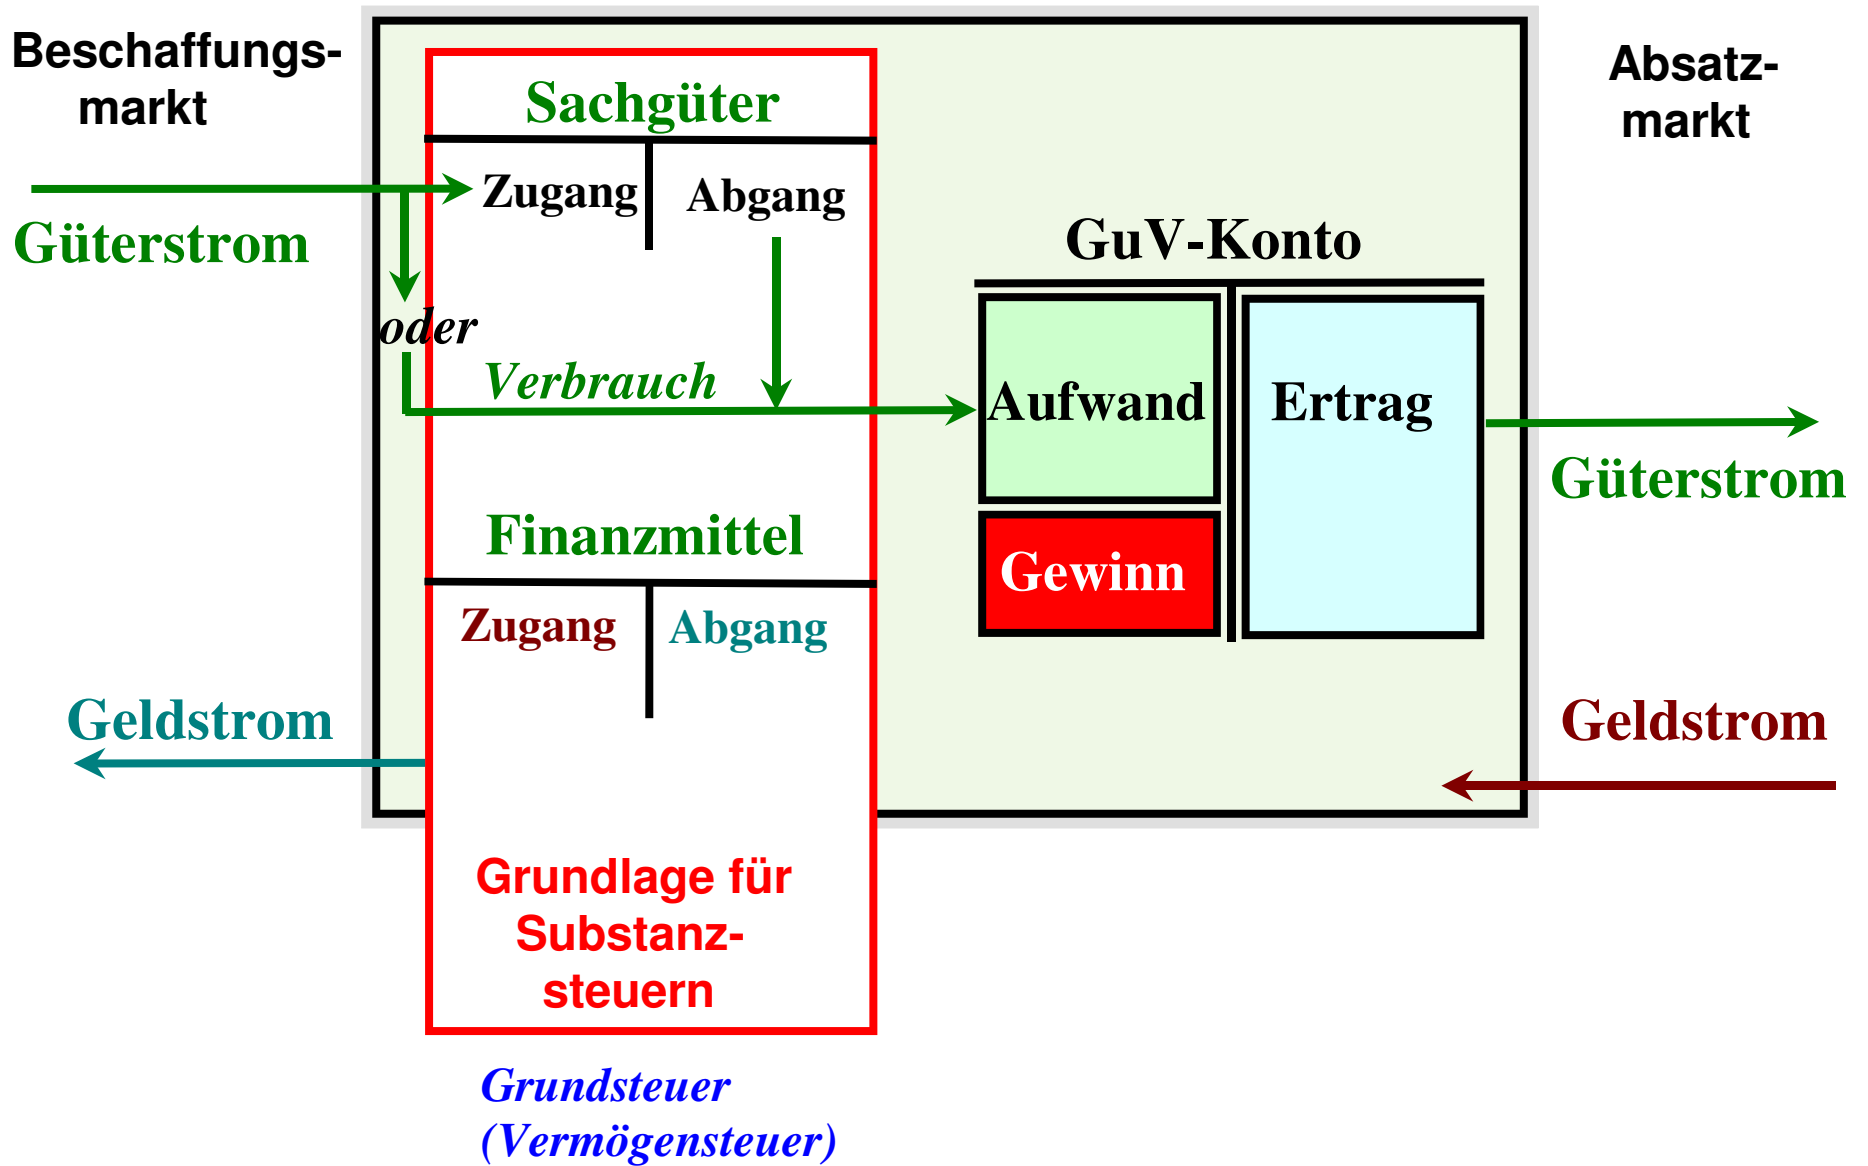 Beschaffungs-
markt
Absatz-
markt
Sachgüter
Zugang
Abgang
Güterstrom
oder
Verbrauch
GuV-Konto
Aufwand
Ertrag
Gewinn
Güterstrom
Finanzmittel
Zugang
Abgang
Geldstrom
Geldstrom
Grundlage für
Substanz-
steuern
Grundsteuer
(Vermögensteuer)